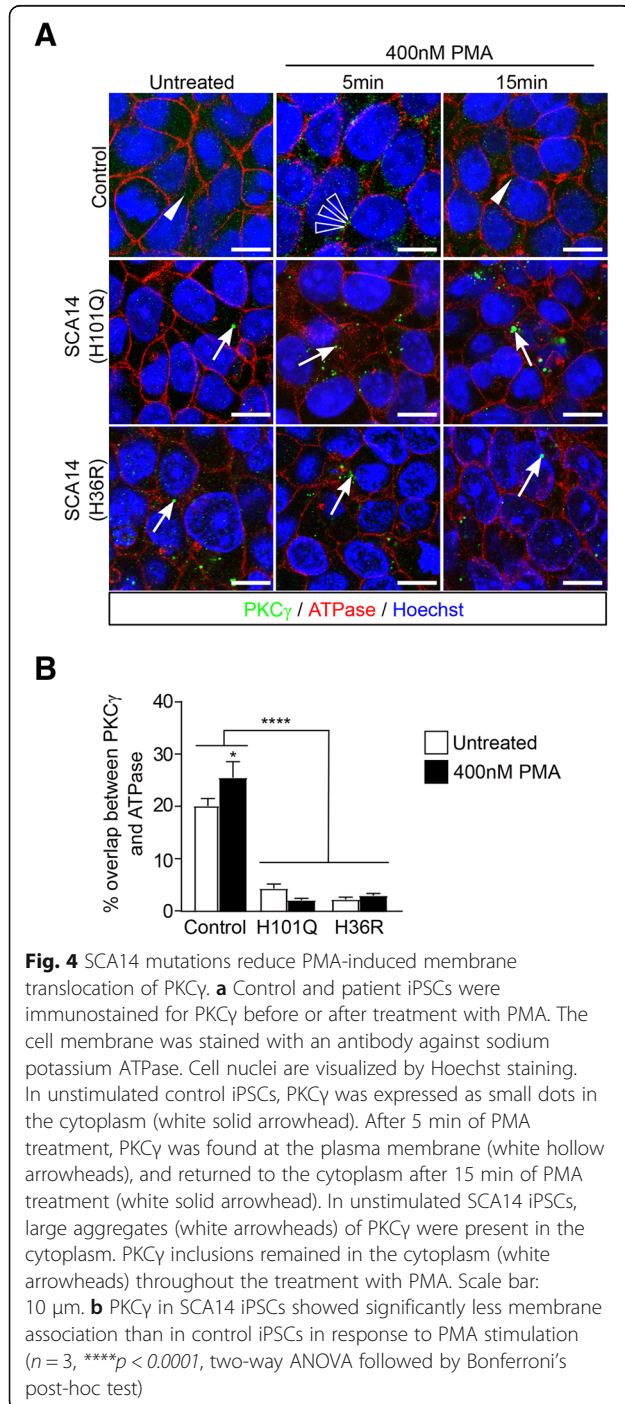 A
400nM PMA
Untreated 5min 15min
Control
SCA14
(H101Q)
SCA14
(H36R)
PKCγ / ATPase / Hoechst
B
% overlap between PKCγ
and ATPase
40
30
20
10
0
****
*
Untreated
400nM PMA
Control H101Q H36R
Fig. 4 SCA14 mutations reduce PMA-induced membrane
translocation of PKCγ. a Control and patient iPSCs were
immunostained for PKCγ before or after treatment with PMA. The
cell membrane was stained with an antibody against sodium
potassium ATPase. Cell nuclei are visualized by Hoechst staining.
In unstimulated control iPSCs, PKCγ was expressed as small dots in
the cytoplasm (white solid arrowhead). After 5 min of PMA
treatment, PKCγ was found at the plasma membrane (white hollow
arrowheads), and returned to the cytoplasm after 15 min of PMA
treatment (white solid arrowhead). In unstimulated SCA14 iPSCs,
large aggregates (white arrowheads) of PKCγ were present in the
cytoplasm. PKCγ inclusions remained in the cytoplasm (white
arrowheads) throughout the treatment with PMA. Scale bar:
10 μm. b PKCγ in SCA14 iPSCs showed significantly less membrane
association than in control iPSCs in response to PMA stimulation
(n = 3, ****p < 0.0001, two-way ANOVA followed by Bonferroni's
post-hoc test)